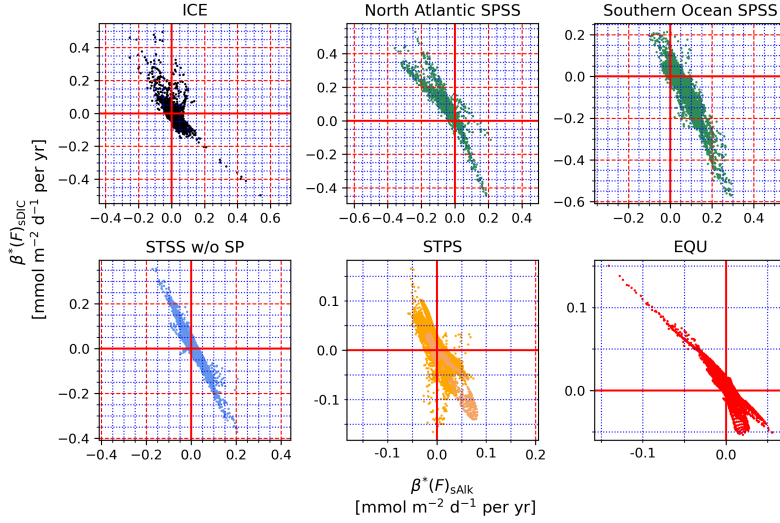 ICE
North Atlantic SPSS
Southern Ocean SPSS
0.4
0.2
0.0
−0.2
−0.4
−0.4 −0.2 0.0 0.2 0.4 0.6
0.4
0.2
0.0
−0.2
−0.4
−0.6 −0.4 −0.2 0.0 0.2 0.4
0.2
0.0
−0.2
−0.4
−0.6
−0.2 0.0 0.2 0.4
β*(F)sDIC
[mmol m−2 d−1 per yr]
STSS w/o SP
STPS
EQU
0.2
0.0
−0.2
−0.4
−0.4 −0.2 0.0 0.2 0.4
0.1
0.0
-0.1
-0.1 0.0 0.1 0.2
0.1
0.0
-0.1 0.0
β*(F)sAlk
[mmol m−2 d−1 per yr]